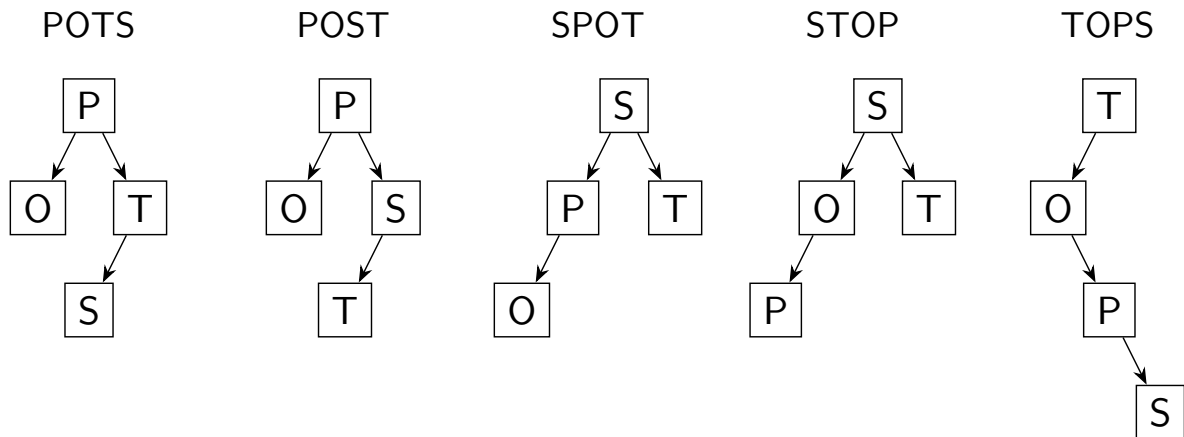 POTS POST SPOT STOP TOPS
P P S S T
O T O S P T O T O
S T O P P
S